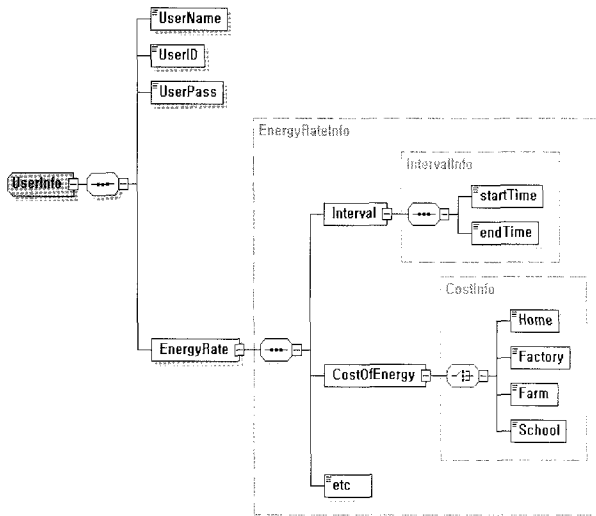 UserName
UserID
UserPass
EnergyRateInfo
IntervalInfo
UserInfo
startTime
Interval
endTime
CostInfo
Home
EnergyRate
Factory
CostOfEnergy
Farm
School
etc